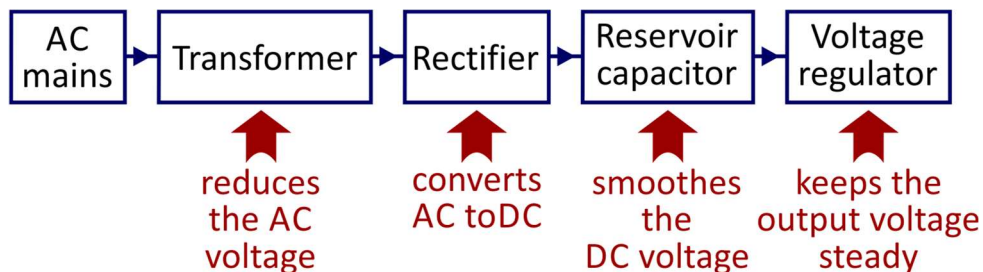 AC
mains
Transformer
Rectifier
Reservoir
capacitor
Voltage
regulator
reduces
the AC
voltage
converts
AC toDC
smoothes
the
DC voltage
keeps the
output voltage
steady